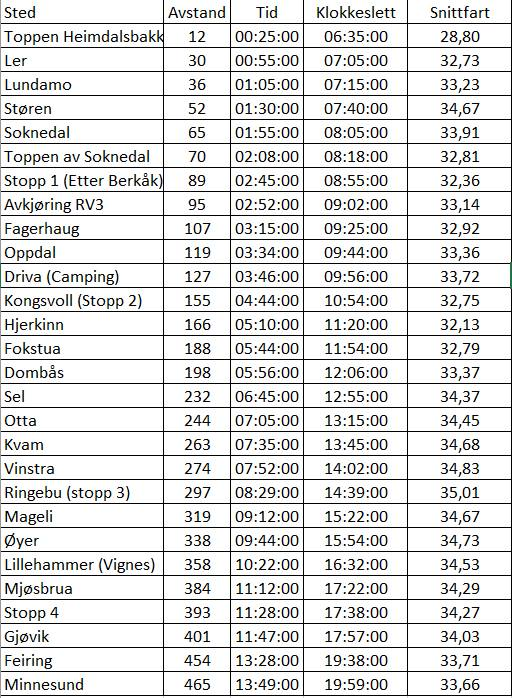 Sted Avstand Tid Klokkeslett Snittfart
Toppen Heimdalsbakk 12 00:25:00 06:35:00 28,80
Ler 30 00:55:00 07:05:00 32,73
Lundamo 36 01:05:00 07:15:00 33,23
Støren 52 01:30:00 07:40:00 34,67
Soknedal 65 01:55:00 08:05:00 33,91
Toppen av Soknedal 70 02:08:00 08:18:00 32,81
Stopp 1 (Etter Berkåk) 89 02:45:00 08:55:00 32,36
Avkjøring RV3 95 02:52:00 09:02:00 33,14
Fagerhaug 107 03:15:00 09:25:00 32,92
Oppdal 119 03:34:00 09:44:00 33,36
Driva (Camping) 127 03:46:00 09:56:00 33,72
Kongsvoll (Stopp 2) 155 04:44:00 10:54:00 32,75
Hjerkinn 166 05:10:00 11:20:00 32,13
Fokstua 188 05:44:00 11:54:00 32,79
Dombås 198 05:56:00 12:06:00 33,37
Sel 232 06:45:00 12:55:00 34,37
Otta 244 07:05:00 13:15:00 34,45
Kvam 263 07:35:00 13:45:00 34,68
Vinstra 274 07:52:00 14:02:00 34,83
Ringebu (stopp 3) 297 08:29:00 14:39:00 35,01
Mageli 319 09:12:00 15:22:00 34,67
Øyer 338 09:44:00 15:54:00 34,73
Lillehammer (Vignes) 358 10:22:00 16:32:00 34,53
Mjøsbrua 384 11:12:00 17:22:00 34,29
Stopp 4 393 11:28:00 17:38:00 34,27
Gjøvik 401 11:47:00 17:57:00 34,03
Feiring 454 13:28:00 19:38:00 33,71
Minnesund 465 13:49:00 19:59:00 33,66